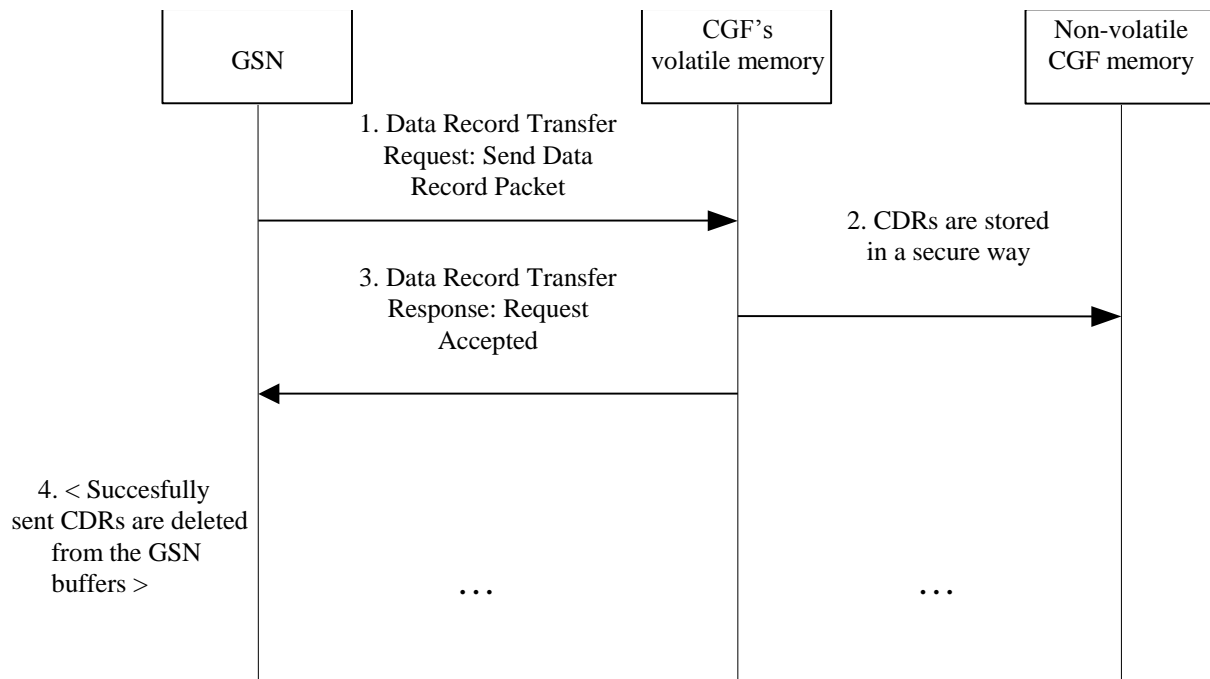 GSN
CGF's
volatile memory
Non-volatile
CGF memory
1. Data Record Transfer
Request: Send Data
Record Packet
2. CDRs are stored
in a secure way
3. Data Record Transfer
Response: Request
Accepted
4. < Succesfully
sent CDRs are deleted
from the GSN
buffers >
...
...